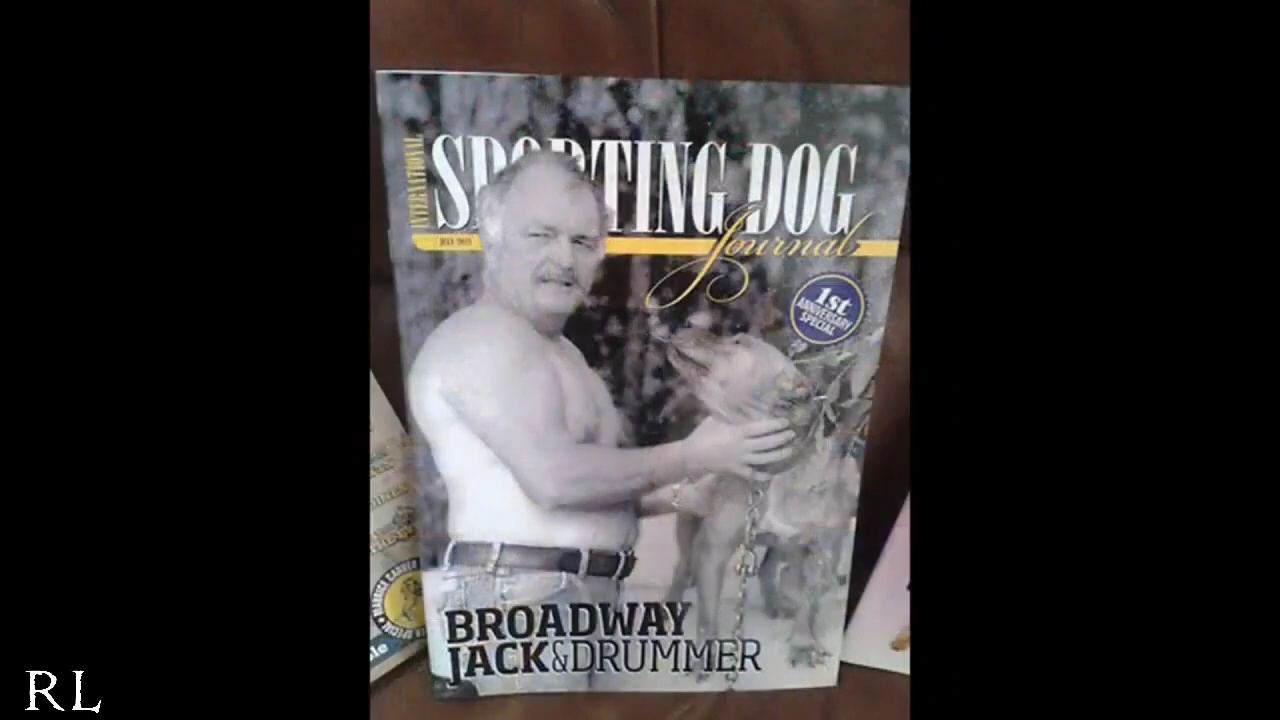 INTERNATIONAL
SPORTING DOG
Journal
1st
ANNIVERSARY
SPECIAL
BROADWAY
JACK&DRUMMER
RL